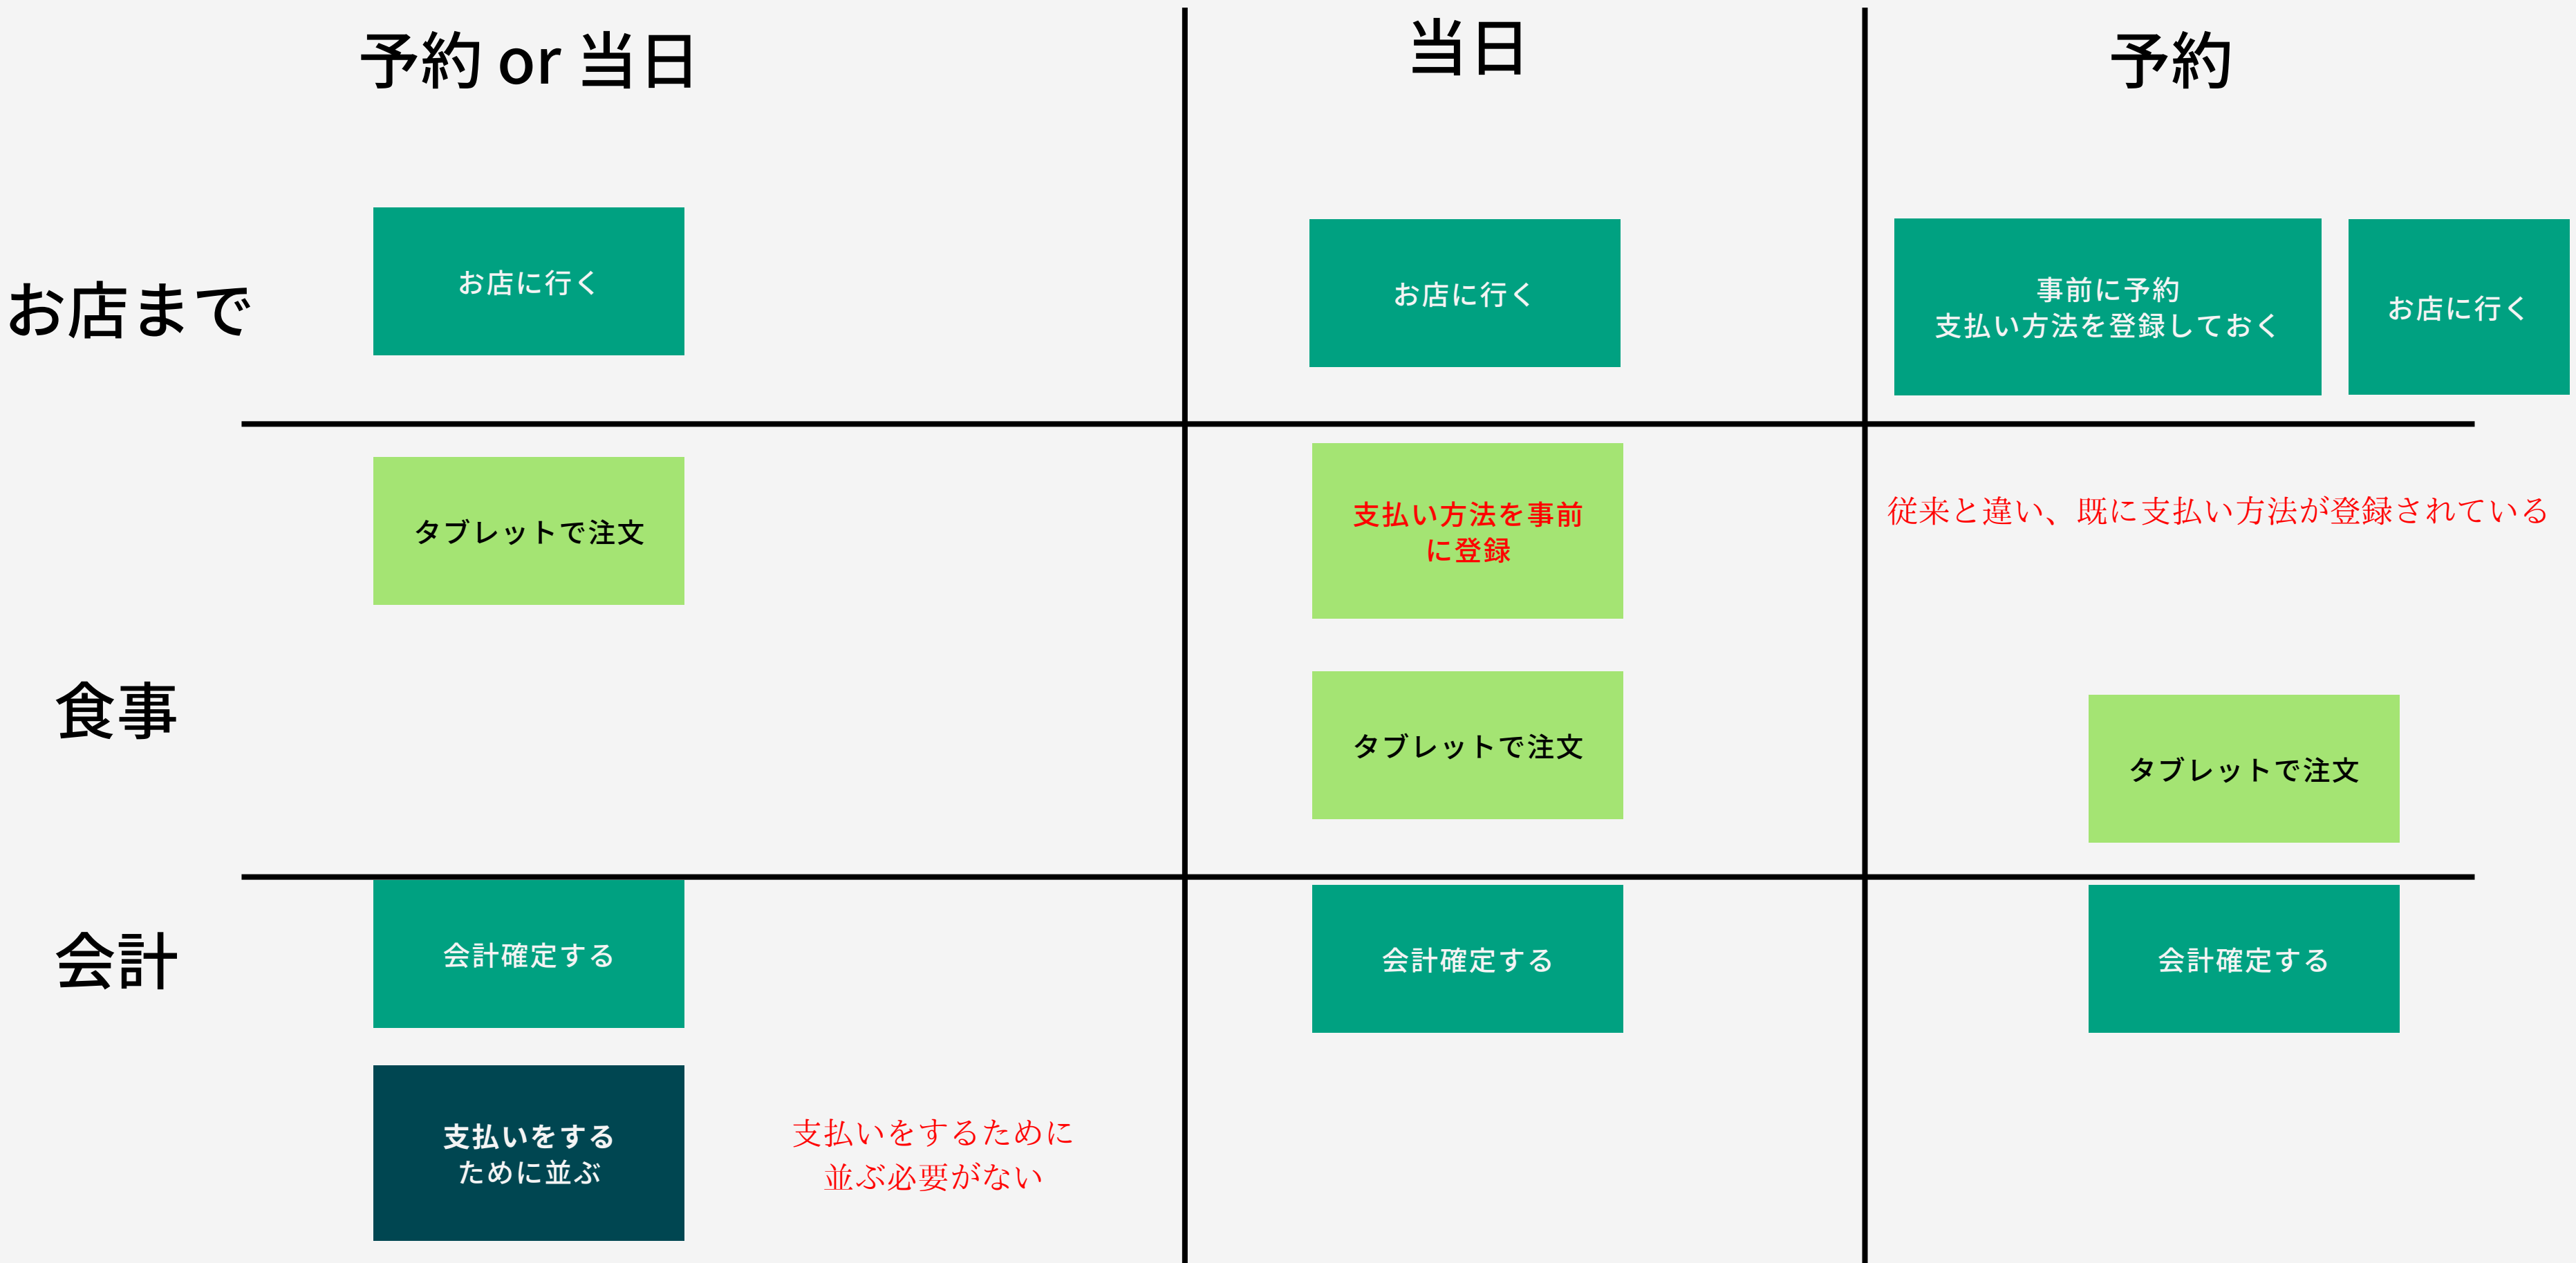 予約 or 当日
当日
予約
お店まで
お店に行く
お店に行く
事前に予約
支払い方法を登録しておく
お店に行く
食事
タブレットで注文
支払い方法を事前
に登録
従来と違い、既に支払い方法が登録されている
タブレットで注文
タブレットで注文
会計
会計確定する
会計確定する
会計確定する
支払いをする
ために並ぶ
支払いをするために
並ぶ必要がない